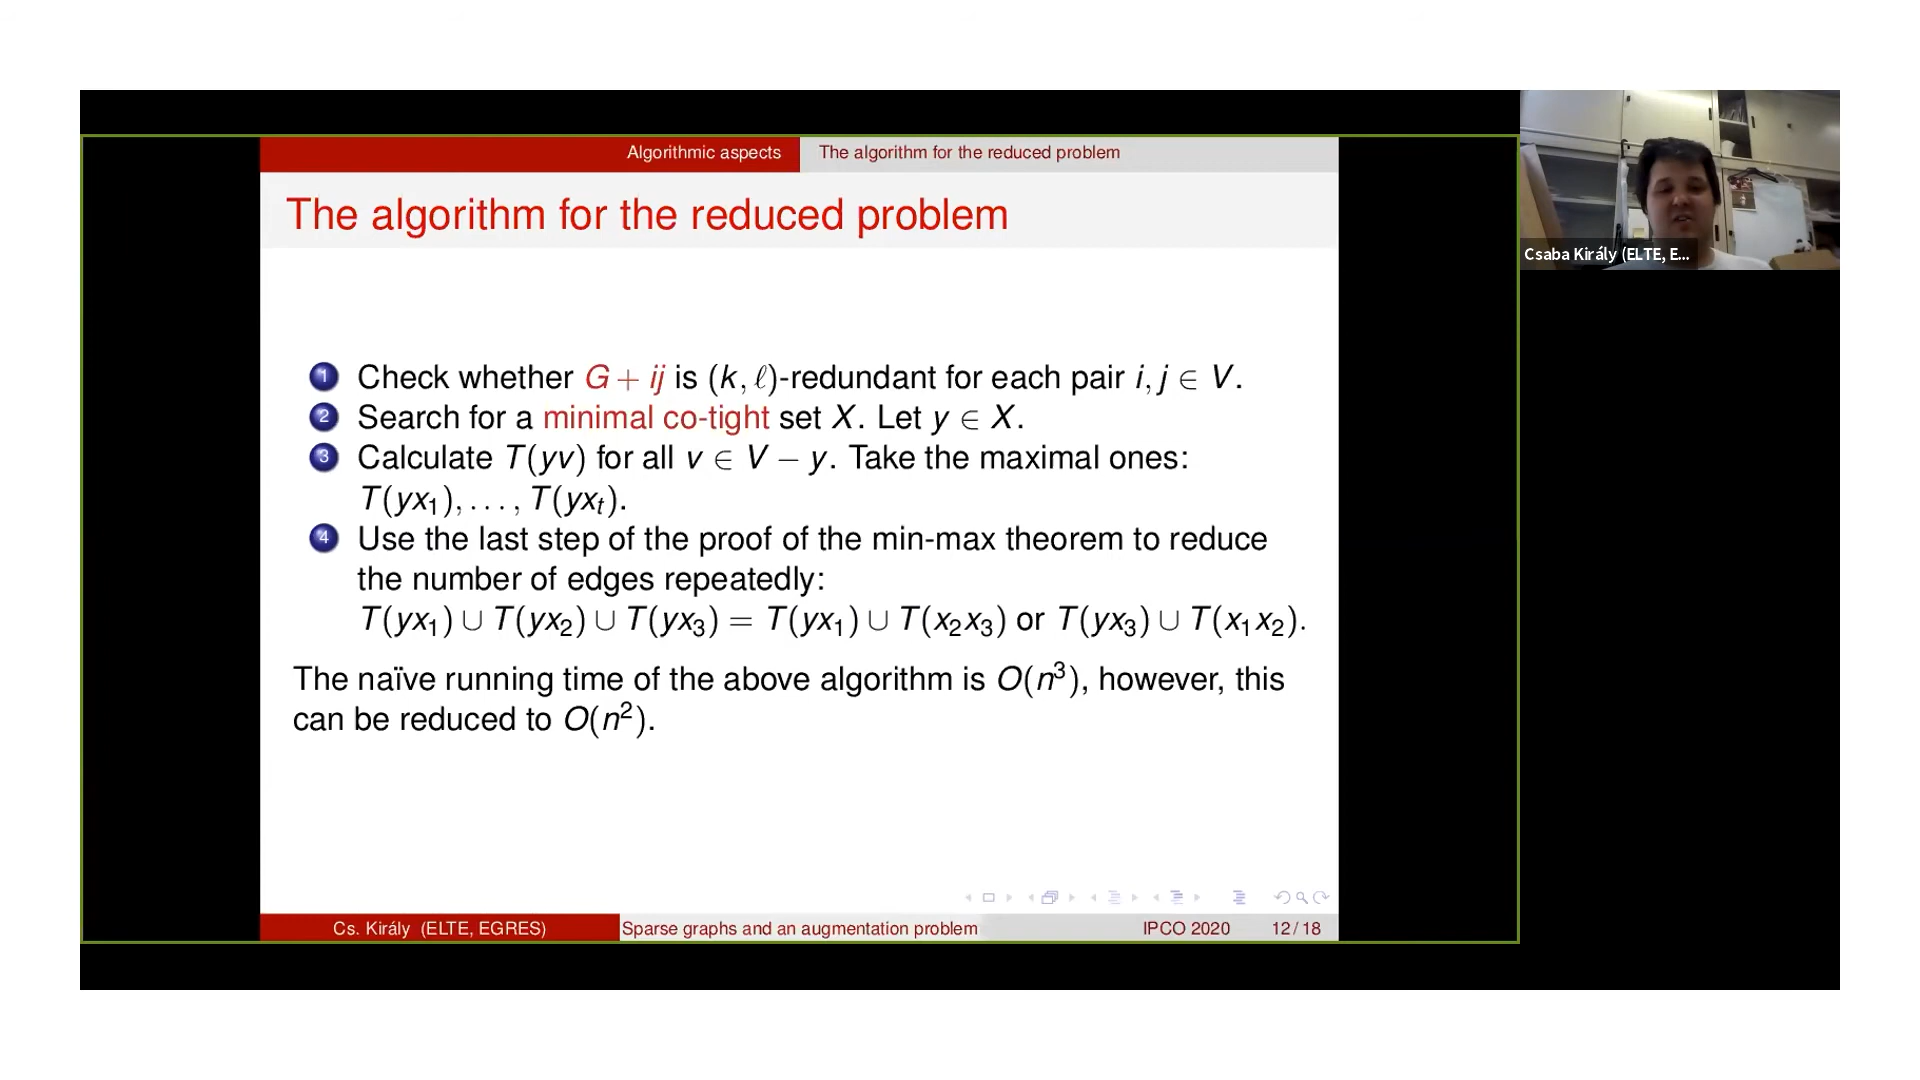 Algorithmic aspects The algorithm for the reduced problem
The algorithm for the reduced problem
1 Check whether G + ij is (k, ℓ)-redundant for each pair i, j ∈ V.
2 Search for a minimal co-tight set X. Let y ∈ X.
3 Calculate T(yv) for all v ∈ V − y. Take the maximal ones:
T(yx₁), . . . , T(yxₜ).
4 Use the last step of the proof of the min-max theorem to reduce
the number of edges repeatedly:
T(yx₁) ∪ T(yx₂) ∪ T(yx₃) = T(yx₁) ∪ T(x₂x₃) or T(yx₃) ∪ T(x₁x₂).
The naïve running time of the above algorithm is O(n³), however, this
can be reduced to O(n²).
Cs. Király (ELTE, EGRES) Sparse graphs and an augmentation problem IPCO 2020 12 / 18
Csaba Király (ELTE, E...